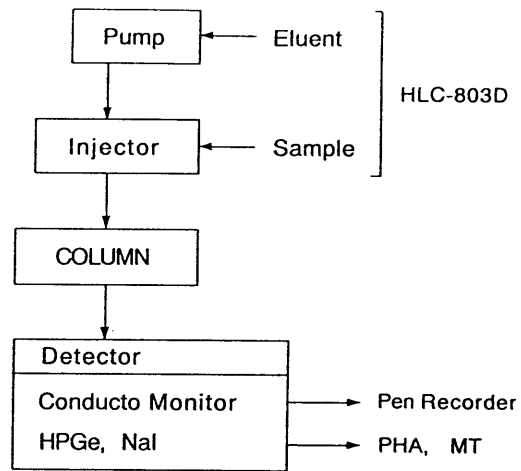 Pump
Eluent
HLC-803D
Injector
Sample
COLUMN
Detector
Conducto Monitor
Pen Recorder
HPGe, NaI
PHA, MT